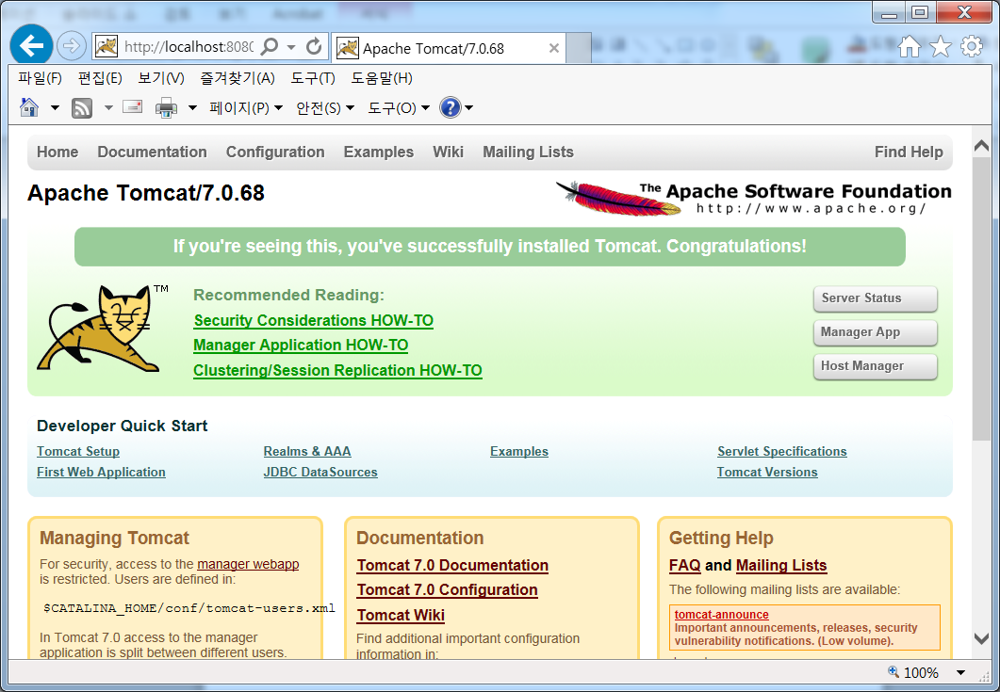 http://localhost:808
Apache Tomcat/7.0.68
파일(F) 편집(E) 보기(V) 즐겨찾기(A) 도구(T) 도움말(H)
페이지(P) 안전(S) 도구(O)
Home Documentation Configuration Examples Wiki Mailing Lists Find Help
Apache Tomcat/7.0.68
The Apache Software Foundation
http://www.apache.org/
If you're seeing this, you've successfully installed Tomcat. Congratulations!
TM
Recommended Reading:
Security Considerations HOW-TO
Manager Application HOW-TO
Clustering/Session Replication HOW-TO
Server Status
Manager App
Host Manager
Developer Quick Start
Tomcat Setup Realms & AAA Examples Servlet Specifications
First Web Application JDBC DataSources Tomcat Versions
Managing Tomcat
For security, access to the manager webapp
is restricted. Users are defined in:
$CATALINA_HOME/conf/tomcat-users.xml
In Tomcat 7.0 access to the manager
application is split between different users.
Documentation
Tomcat 7.0 Documentation
Tomcat 7.0 Configuration
Tomcat Wiki
Find additional important configuration
information in:
Getting Help
FAQ and Mailing Lists
The following mailing lists are available:
tomcat-announce
Important announcements, releases, security
vulnerability notifications. (Low volume).
100%